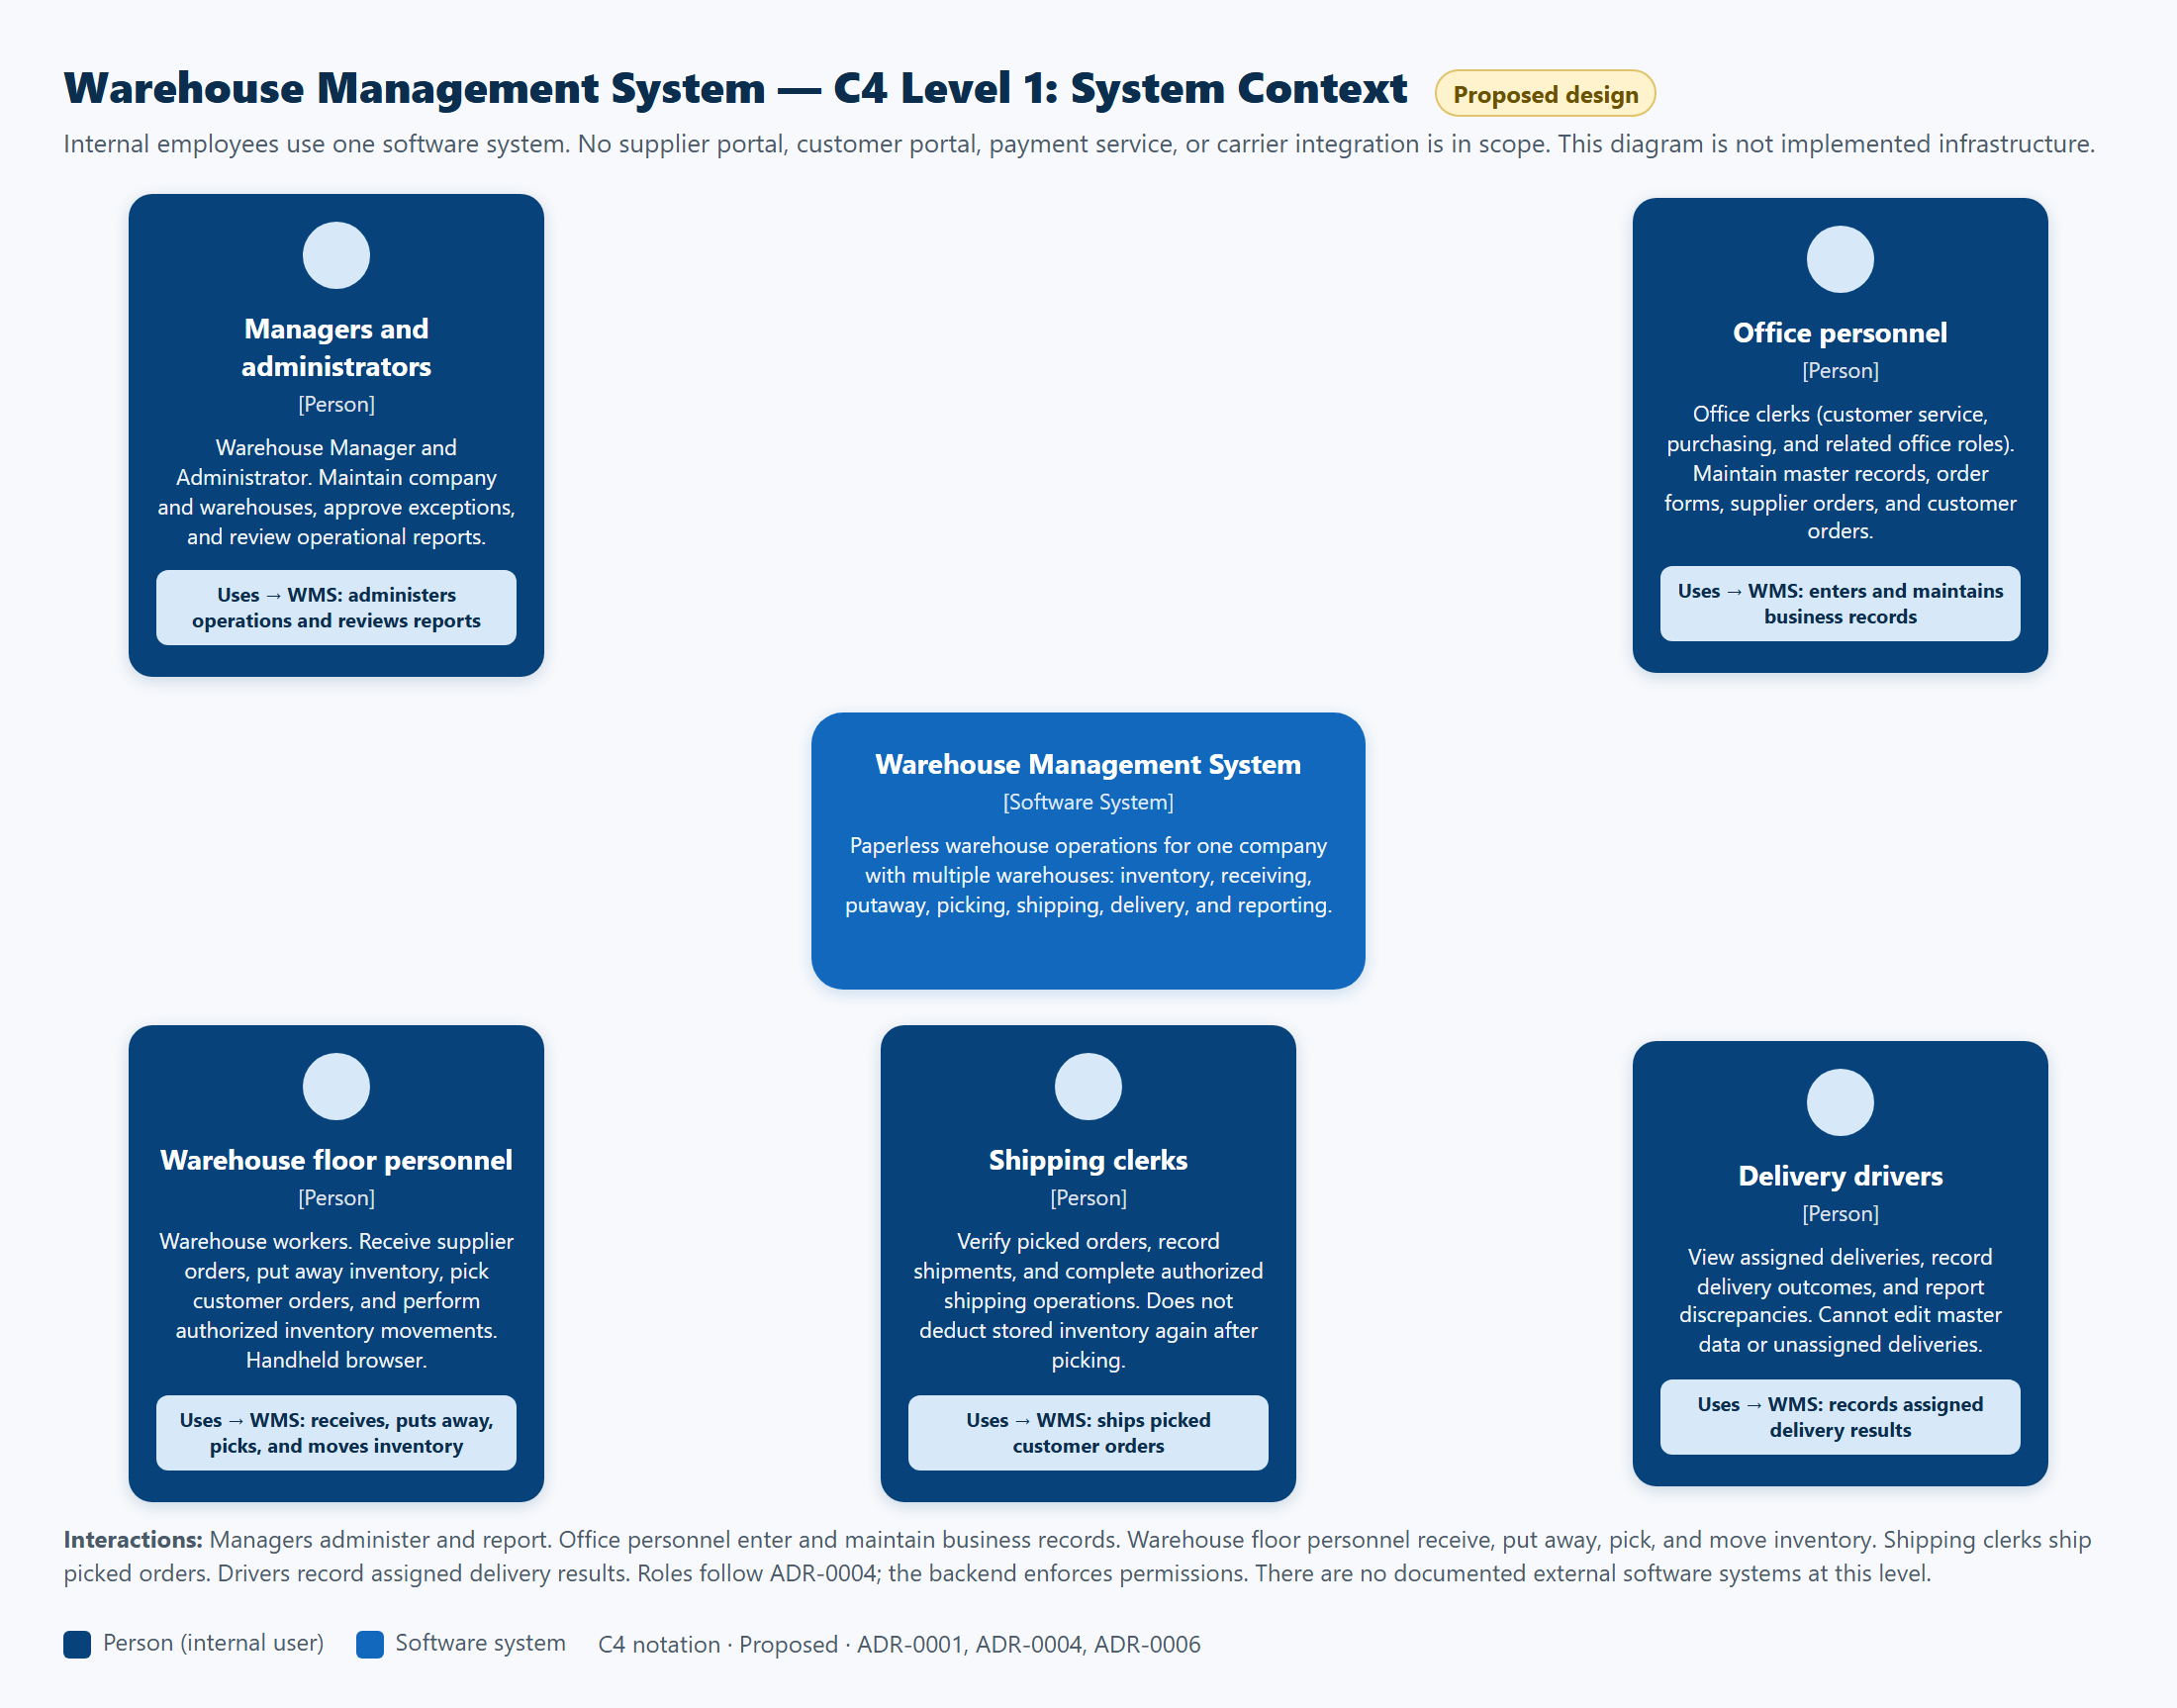 Warehouse Management System — C4 Level 1: System Context
Proposed design
Internal employees use one software system. No supplier portal, customer portal, payment service, or carrier integration is in scope. This diagram is not implemented infrastructure.
Managers and
administrators
[Person]
Warehouse Manager and
Administrator. Maintain company
and warehouses, approve exceptions,
and review operational reports.
Uses → WMS: administers
operations and reviews reports
Office personnel
[Person]
Office clerks (customer service,
purchasing, and related office roles).
Maintain master records, order
forms, supplier orders, and customer
orders.
Uses → WMS: enters and maintains
business records
Warehouse Management System
[Software System]
Paperless warehouse operations for one company
with multiple warehouses: inventory, receiving,
putaway, picking, shipping, delivery, and reporting.
Warehouse floor personnel
[Person]
Warehouse workers. Receive supplier
orders, put away inventory, pick
customer orders, and perform
authorized inventory movements.
Handheld browser.
Uses → WMS: receives, puts away,
picks, and moves inventory
Shipping clerks
[Person]
Verify picked orders, record
shipments, and complete authorized
shipping operations. Does not
deduct stored inventory again after
picking.
Uses → WMS: ships picked
customer orders
Delivery drivers
[Person]
View assigned deliveries, record
delivery outcomes, and report
discrepancies. Cannot edit master
data or unassigned deliveries.
Uses → WMS: records assigned
delivery results
Interactions: Managers administer and report. Office personnel enter and maintain business records. Warehouse floor personnel receive, put away, pick, and move inventory. Shipping clerks ship
picked orders. Drivers record assigned delivery results. Roles follow ADR-0004; the backend enforces permissions. There are no documented external software systems at this level.
Person (internal user)
Software system
C4 notation · Proposed · ADR-0001, ADR-0004, ADR-0006